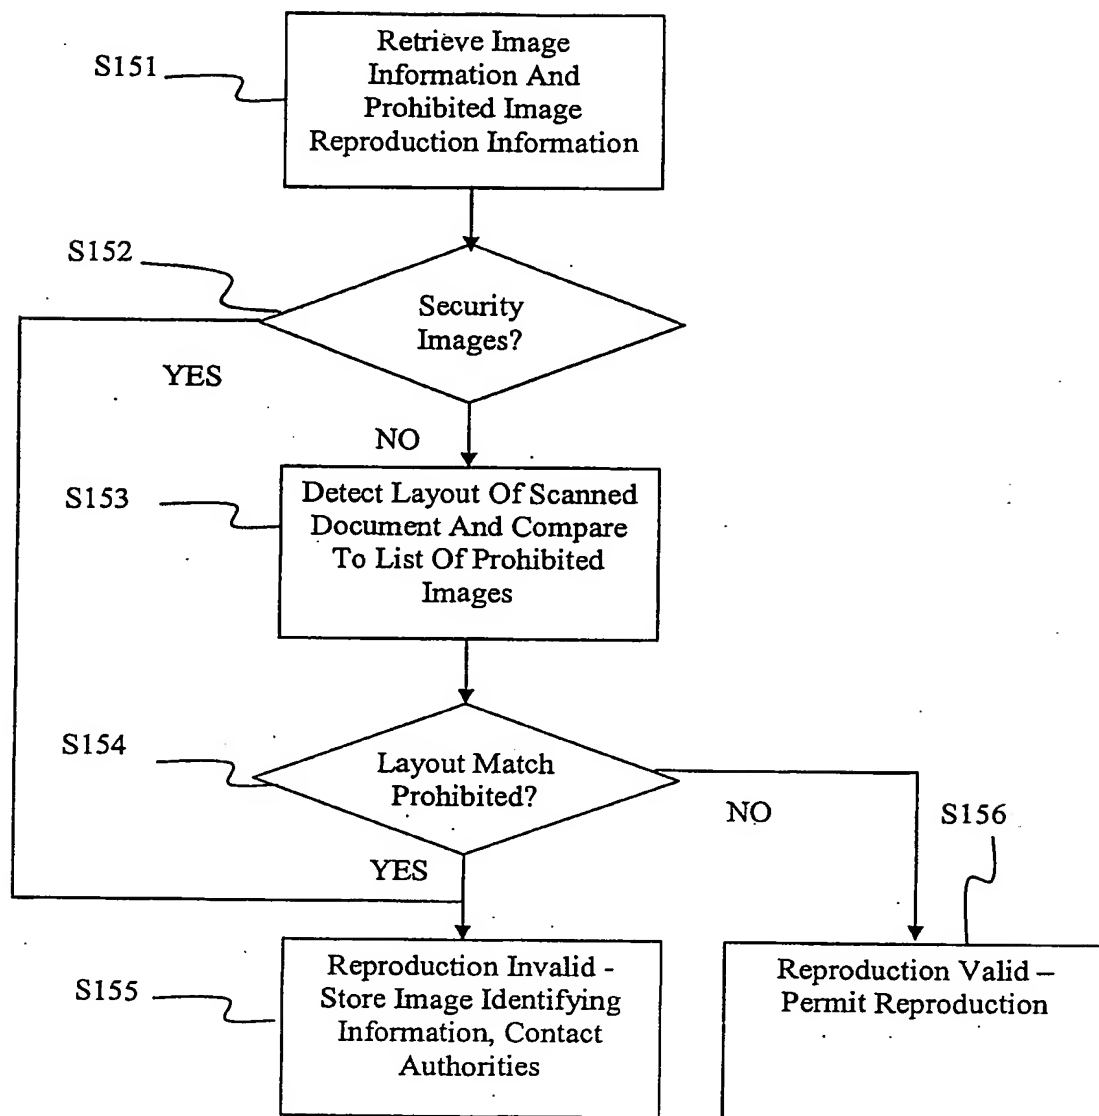 Retrieve Image
Information And
Prohibited Image
Reproduction Information
S151
S152
Security
Images?
YES
NO
S153
Detect Layout Of Scanned
Document And Compare
To List Of Prohibited
Images
S154
Layout Match
Prohibited?
NO
S156
YES
S155
Reproduction Invalid -
Store Image Identifying
Information, Contact
Authorities
Reproduction Valid –
Permit Reproduction